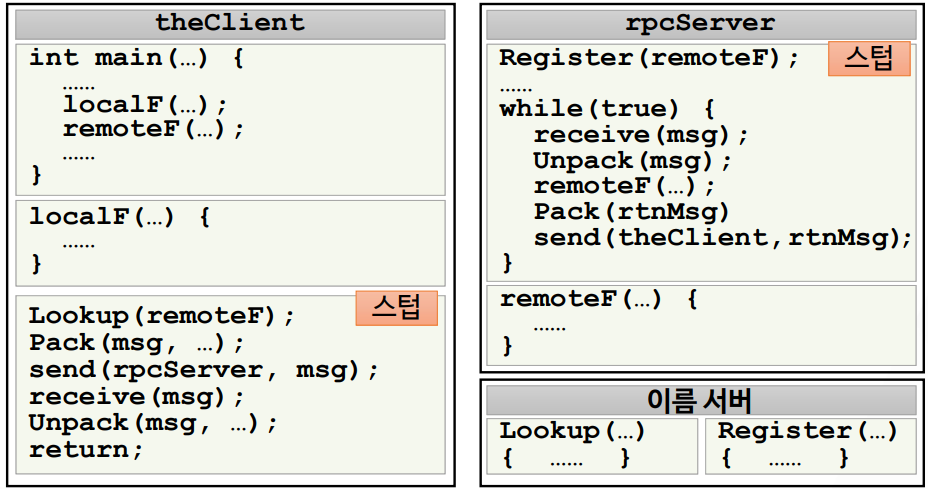 theClient
int main(…) {
……
localF(…);
remoteF(…);
……
}
localF(…) {
……
}
스텁
Lookup(remoteF);
Pack(msg, …);
send(rpcServer, msg);
receive(msg);
Unpack(msg, …);
return;
rpcServer
스텁
Register(remoteF);
……
while(true) {
receive(msg);
Unpack(msg);
remoteF(…);
Pack(rtnMsg)
send(theClient,rtnMsg);
}
remoteF(…) {
……
}
이름 서버
Lookup(…)
{ …… }
Register(…)
{ …… }